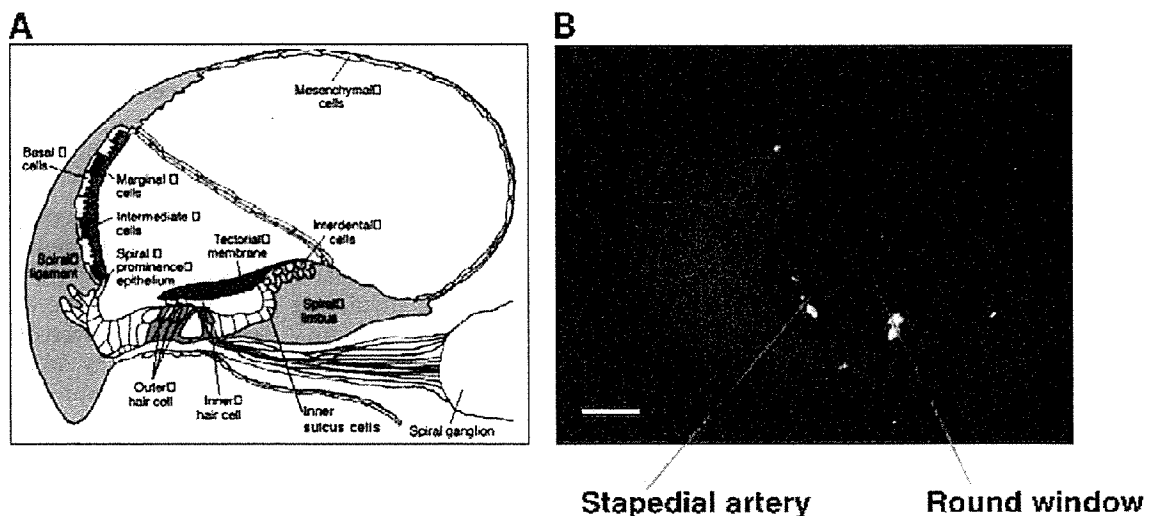 A
B
Mesenchymal□
cells
Basal □
cells
Marginal □
cells
Intermediate □
cells
Interdental□
cells
Tectorial□
membrane
Spiral□
ligament
Spiral □
prominence□
epithelium
Spiral□
limbus
Outer□
hair cell
Inner□
hair cell
Inner
sulcus cells
Spiral ganglion
Stapedial artery
Round window